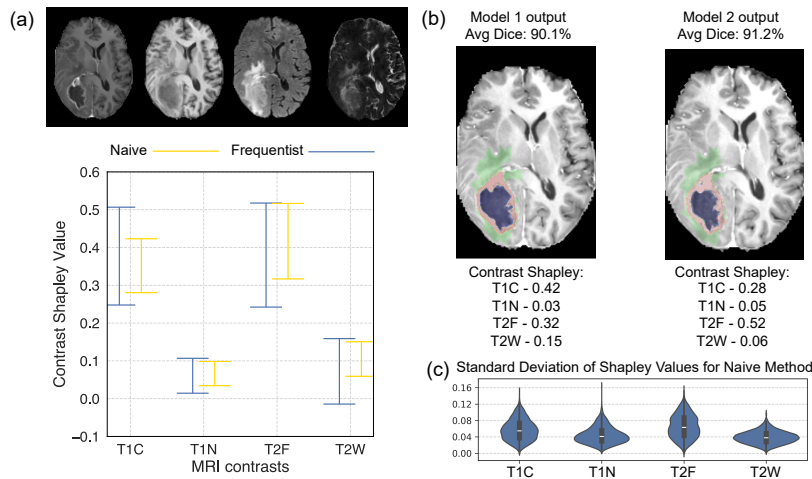 (a)
Naive
Frequentist
Contrast Shapley Value
0.6
0.5
0.4
0.3
0.2
0.1
0.0
−0.1
T1C
T1N
T2F
T2W
MRI contrasts
(b)
Model 1 output
Avg Dice: 90.1%
Contrast Shapley:
T1C - 0.42
T1N - 0.03
T2F - 0.32
T2W - 0.15
Model 2 output
Avg Dice: 91.2%
Contrast Shapley:
T1C - 0.28
T1N - 0.05
T2F - 0.52
T2W - 0.06
(c)
Standard Deviation of Shapley Values for Naive Method
0.16
0.12
0.08
0.04
0.00
T1C
T1N
T2F
T2W